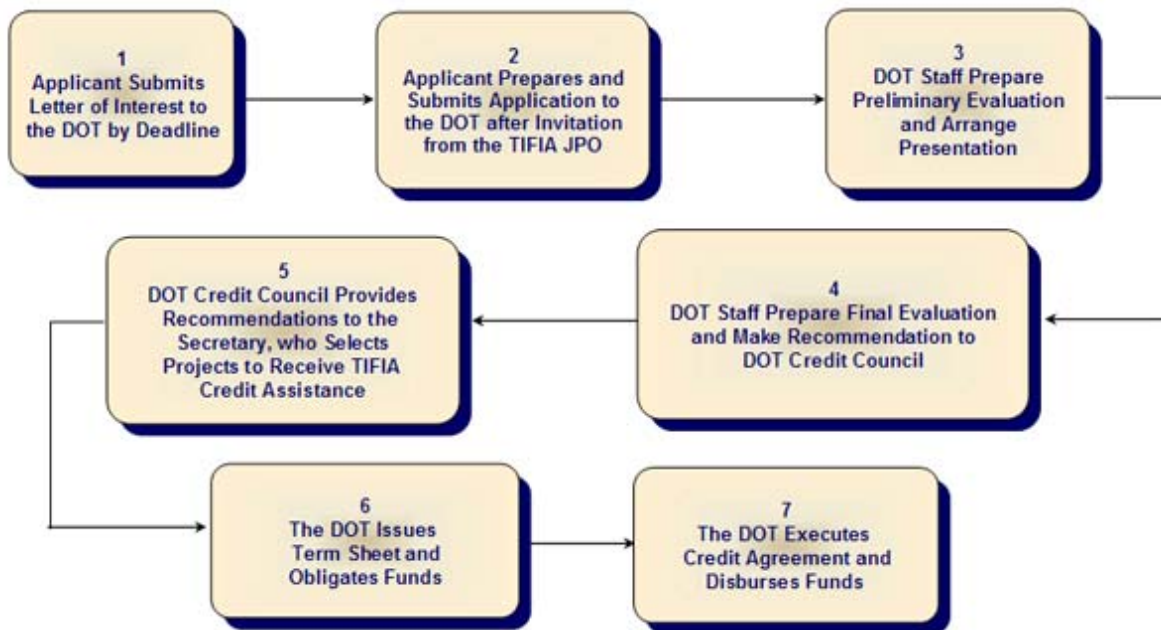 1
Applicant Submits
Letter of Interest to
the DOT by Deadline
2
Applicant Prepares and
Submits Application to
the DOT after Invitation
from the TIFIA JPO
3
DOT Staff Prepare
Preliminary Evaluation
and Arrange
Presentation
4
DOT Staff Prepare Final Evaluation
and Make Recommendation to
DOT Credit Council
5
DOT Credit Council Provides
Recommendations to the
Secretary, who Selects
Projects to Receive TIFIA
Credit Assistance
6
The DOT Issues
Term Sheet and
Obligates Funds
7
The DOT Executes
Credit Agreement and
Disburses Funds